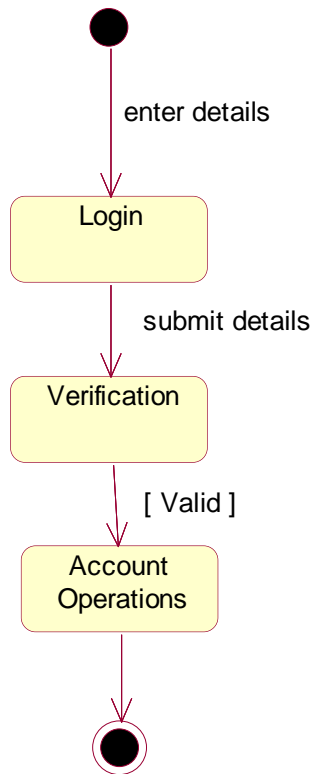 enter details
Login
submit details
Verification
[ Valid ]
Account
Operations